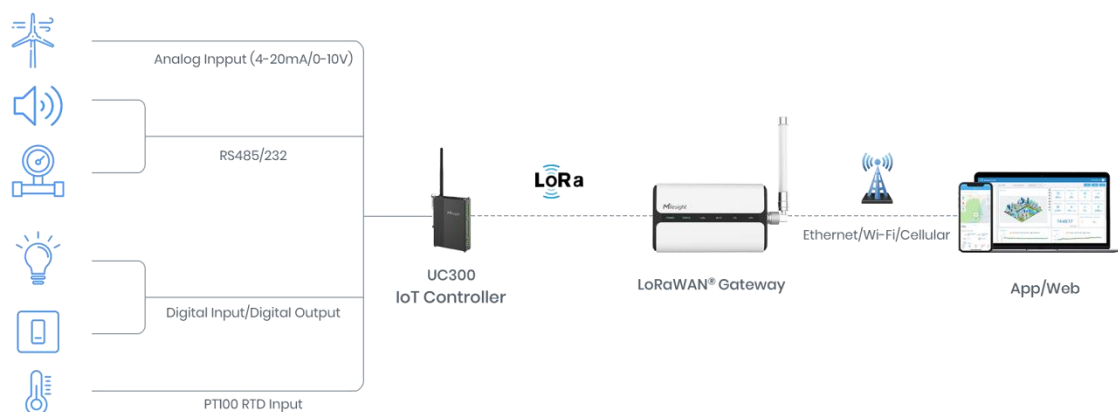 Analog Inpput (4-20mA/0-10V)
RS485/232
LoRa
Milesight
Ethernet/Wi-Fi/Cellular
UC300
IoT Controller
LoRaWAN® Gateway
App/Web
Digital Input/Digital Output
PT100 RTD Input